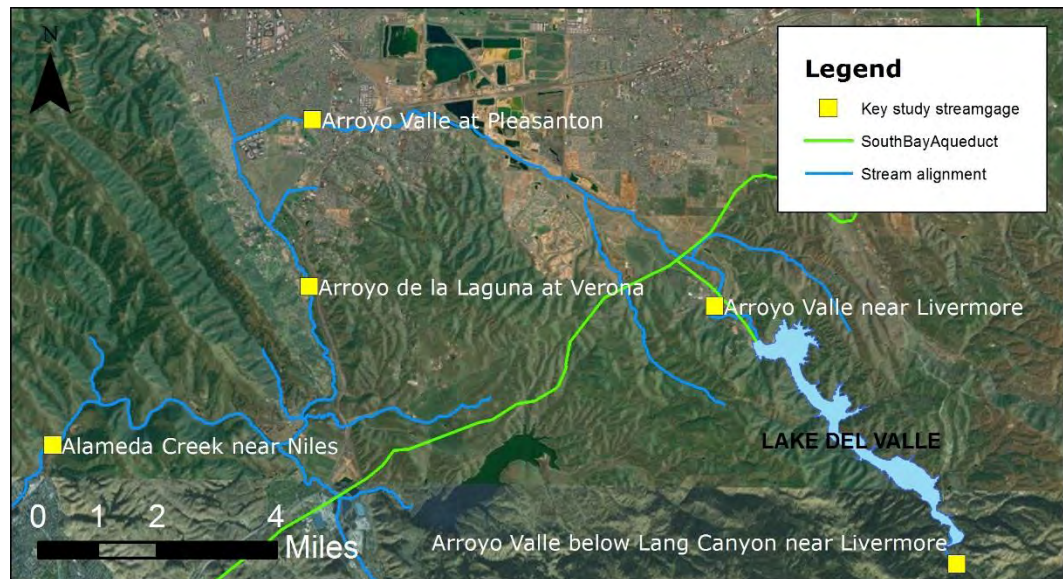 N
Legend
Key study streamgage
SouthBayAqueduct
Stream alignment
Arroyo Valle at Pleasanton
Arroyo de la Laguna at Verona
Arroyo Valle near Livermore
LAKE DEL VALLE
Alameda Creek near Niles
0 1 2 4
Miles
Arroyo Valle below Lang Canyon near Livermore